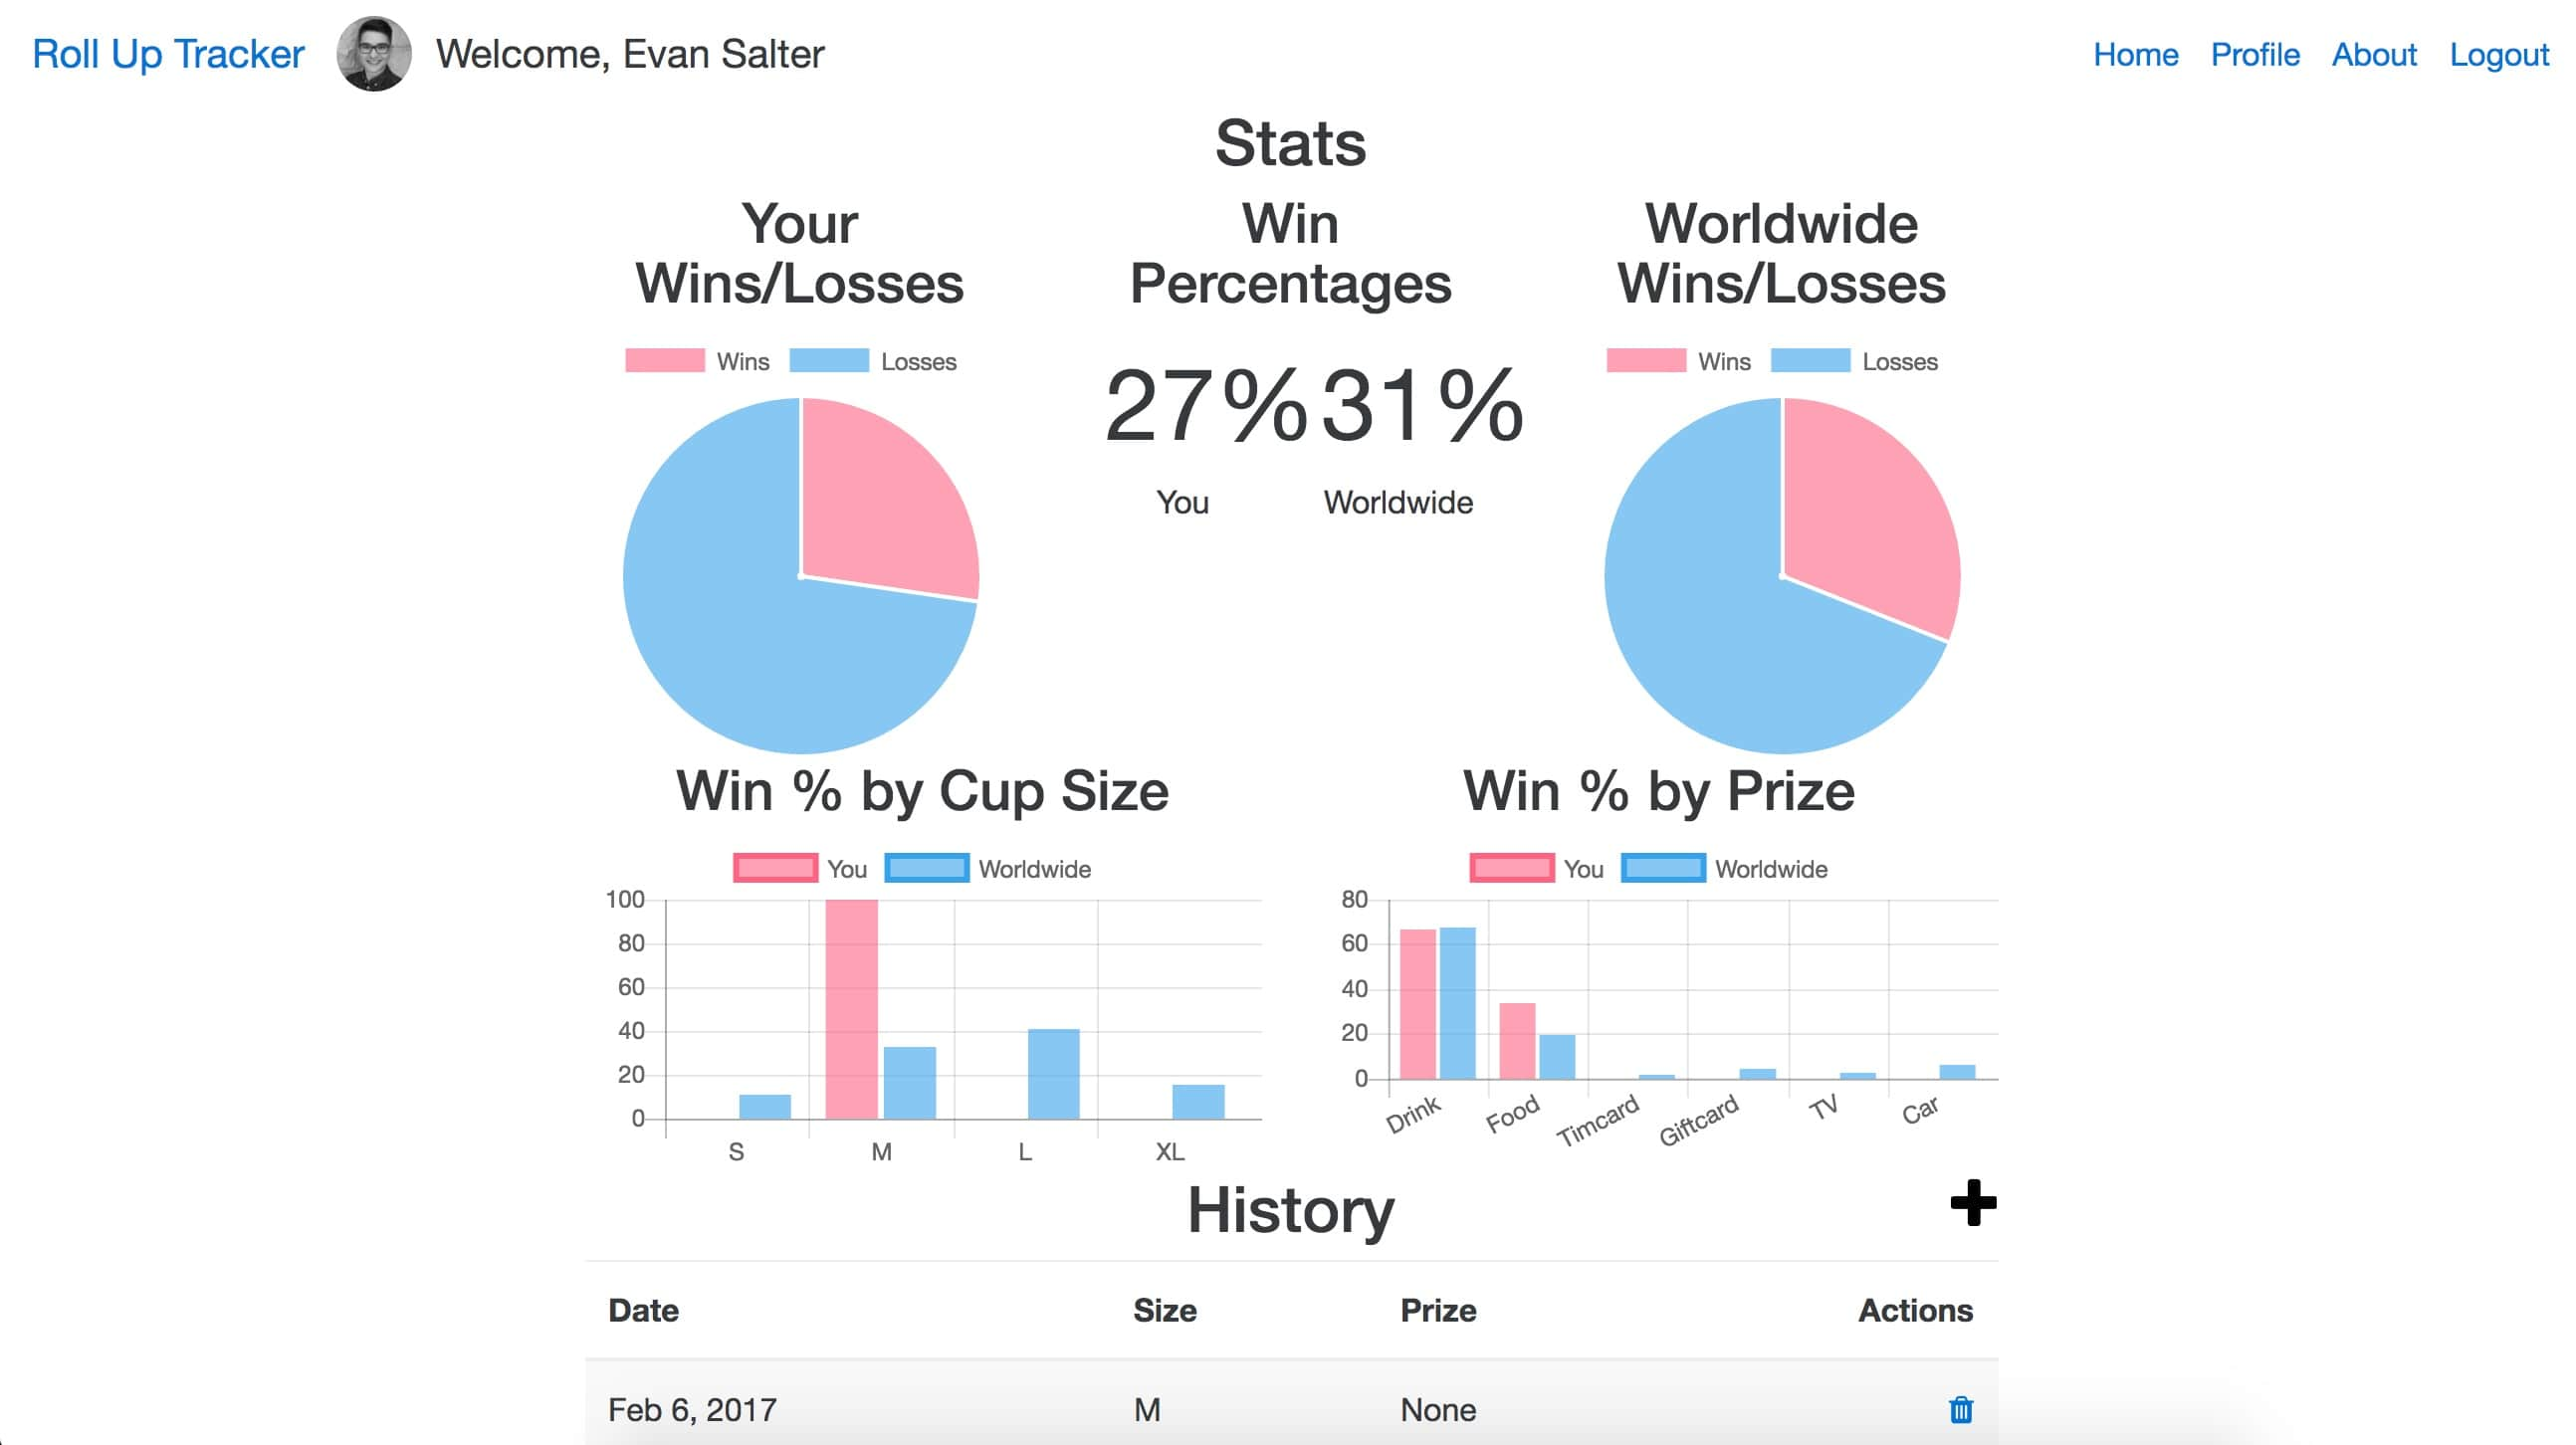 Roll Up Tracker Welcome, Evan Salter Home Profile About Logout
Stats
Your
Wins/Losses
Wins Losses
Win
Percentages
27% 31%
You Worldwide
Worldwide
Wins/Losses
Wins Losses
Win % by Cup Size
You Worldwide
100
80
60
40
20
0
S M L XL
Win % by Prize
You Worldwide
80
60
40
20
0
Drink Food Timcard Giftcard TV Car
History
Date Size Prize Actions
Feb 6, 2017 M None